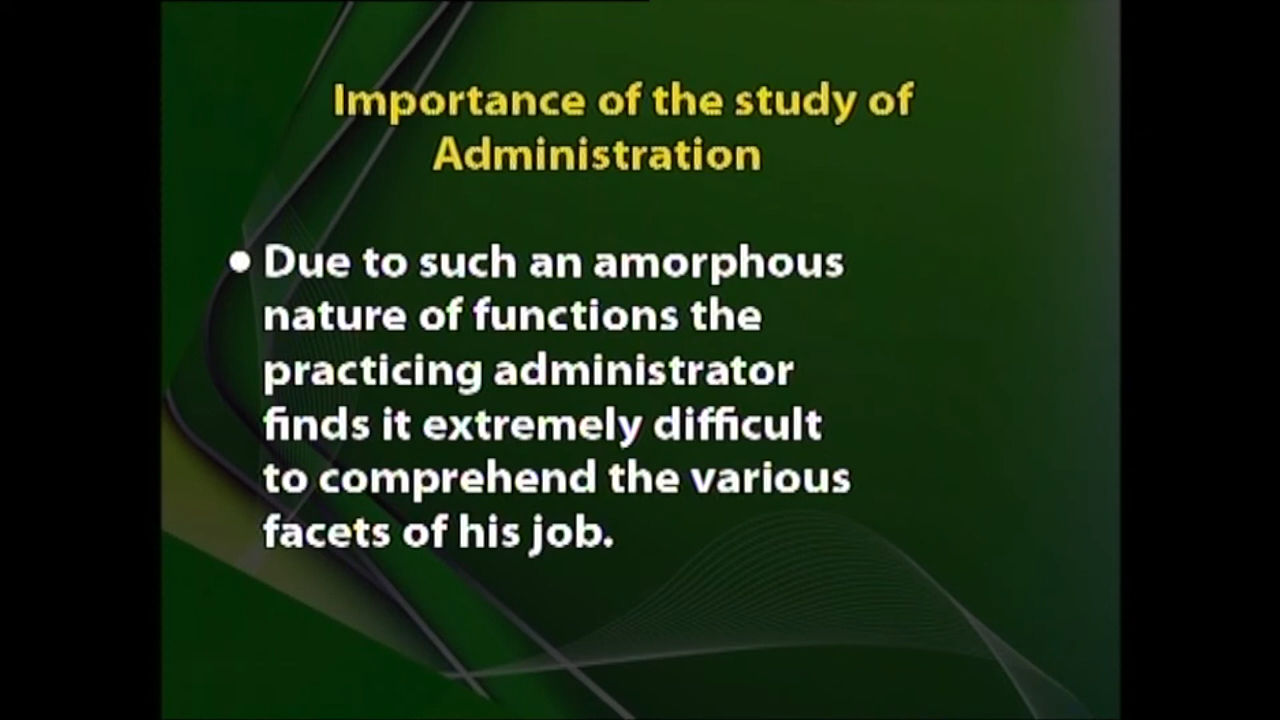 Importance of the study of
Administration
• Due to such an amorphous
nature of functions the
practicing administrator
finds it extremely difficult
to comprehend the various
facets of his job.